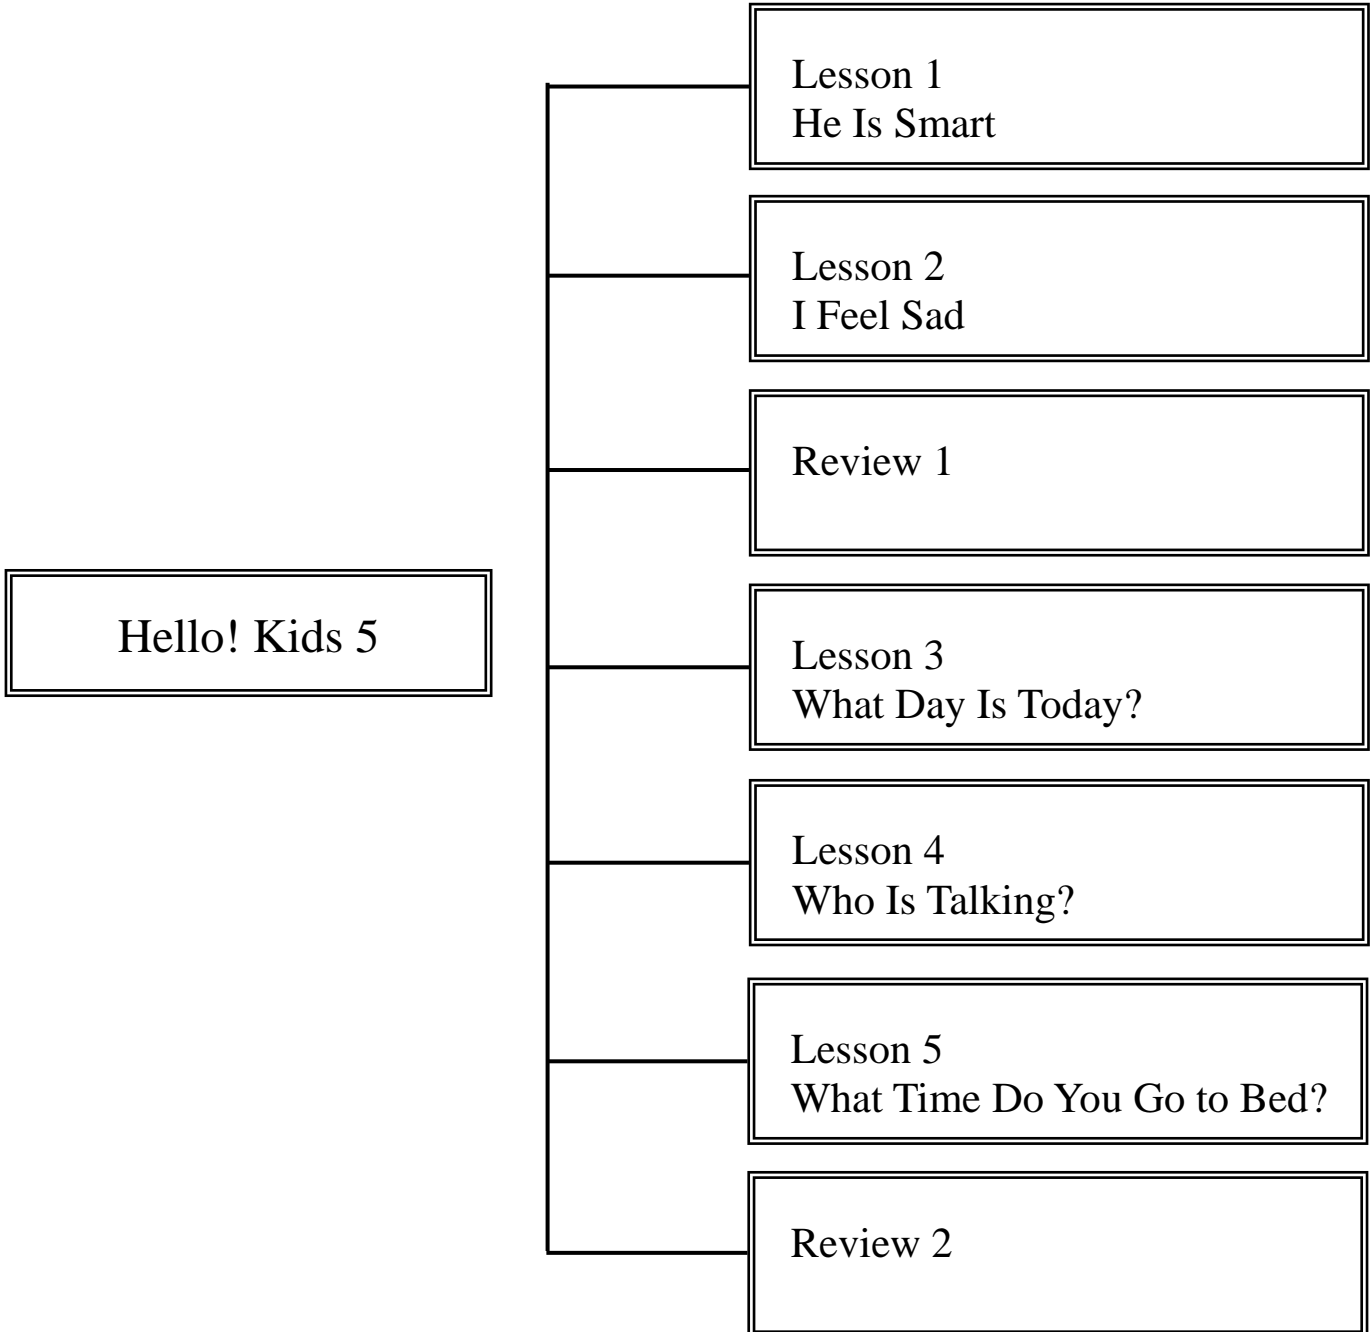 Hello! Kids 5
Lesson 1
He Is Smart
Lesson 2
I Feel Sad
Review 1
Lesson 3
What Day Is Today?
Lesson 4
Who Is Talking?
Lesson 5
What Time Do You Go to Bed?
Review 2